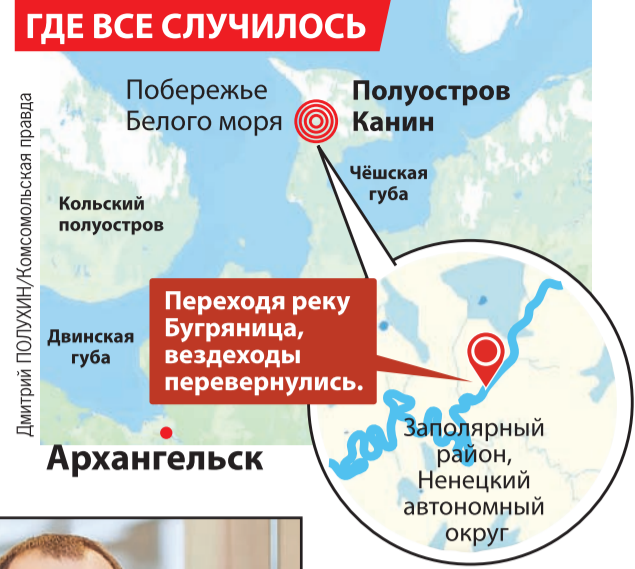 ГДЕ ВСЕ СЛУЧИЛОСЬ
Дмитрий ПОЛУХИН/Комсомольская правда
Побережье
Белого моря
Полуостров
Канин
Чёшская
губа
Кольский
полуостров
Переходя реку
Бугряница,
вездеходы
перевернулись.
Двинская
губа
Архангельск
Заполярный
район,
Ненецкий
автономный
округ